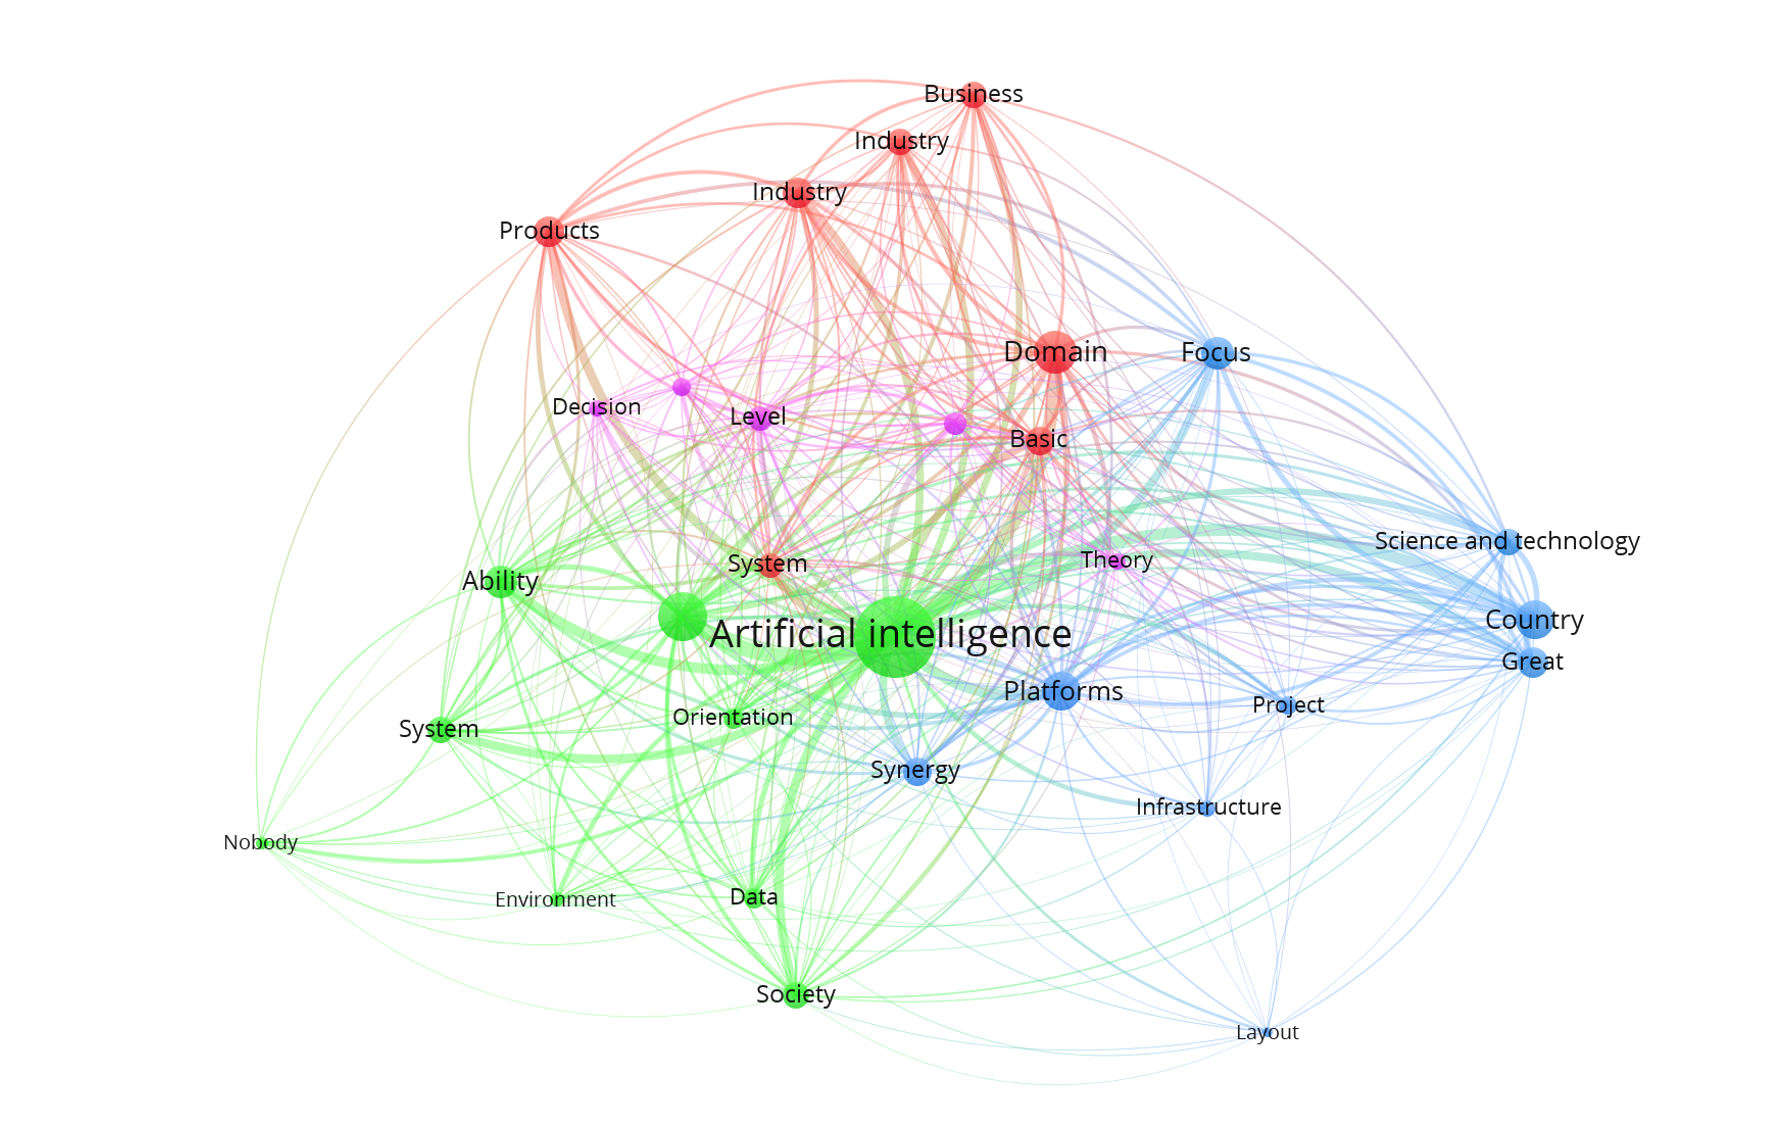 Business
Industry
Industry
Products
Domain
Focus
Decision
Level
Basic
Science and technology
System
Theory
Ability
Country
Artificial intelligence
Great
Platforms
Project
Orientation
System
Synergy
Infrastructure
Nobody
Environment
Data
Society
Layout